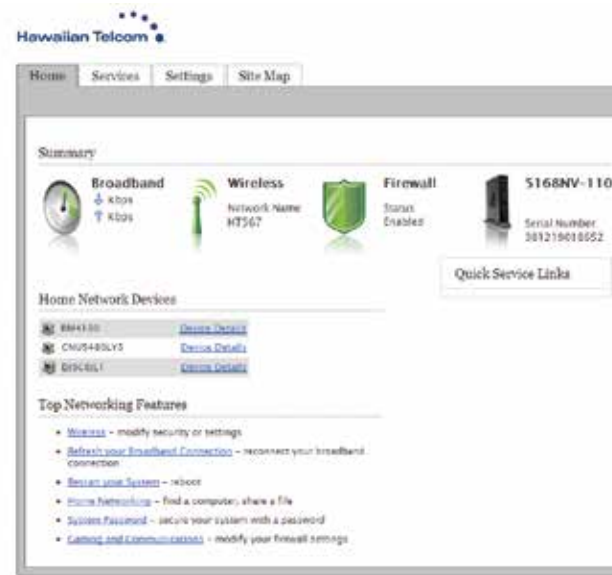 Hawaiian Telcom
Home Services Settings Site Map
Summary
Broadband
Kbps
Kbps
Wireless
Network Name
HT567
Firewall
Status
Enabled
5168NV-110
Serial Number
Quick Service Links
Home Network Devices
Device Details
Device Details
Device Details
Top Networking Features
Wireless – modify security or settings
Refresh your Broadband Connection – reconnect your broadband
connection
Restart your System – reboot
Home Networking – find a computer, share a file
System Password – secure your system with a password
Gaming and Communications – modify your firewall settings